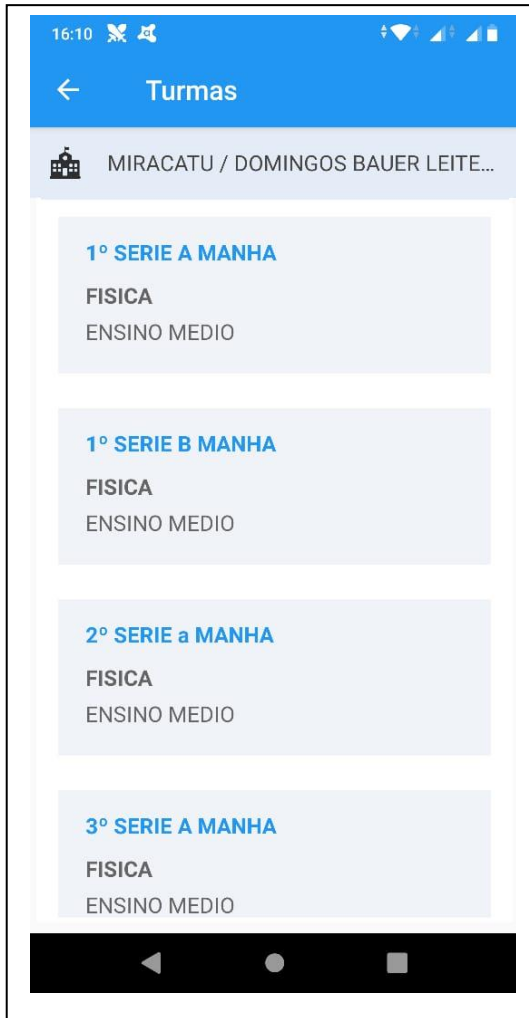 16:10
Turmas
MIRACATU / DOMINGOS BAUER LEITE...
1º SERIE A MANHA
FISICA
ENSINO MEDIO
1º SERIE B MANHA
FISICA
ENSINO MEDIO
2º SERIE a MANHA
FISICA
ENSINO MEDIO
3º SERIE A MANHA
FISICA
ENSINO MEDIO